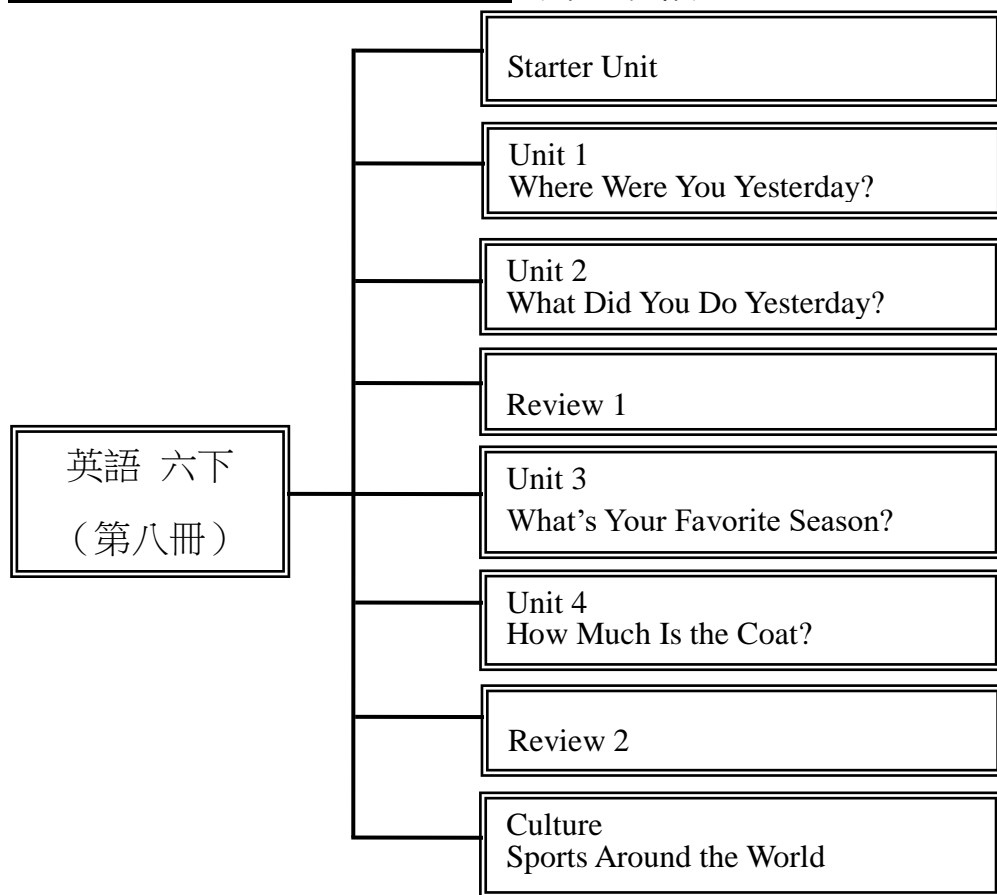 Starter Unit
Unit 1
Where Were You Yesterday?
Unit 2
What Did You Do Yesterday?
Review 1
英語 六下
（第八冊）
Unit 3
What’s Your Favorite Season?
Unit 4
How Much Is the Coat?
Review 2
Culture
Sports Around the World